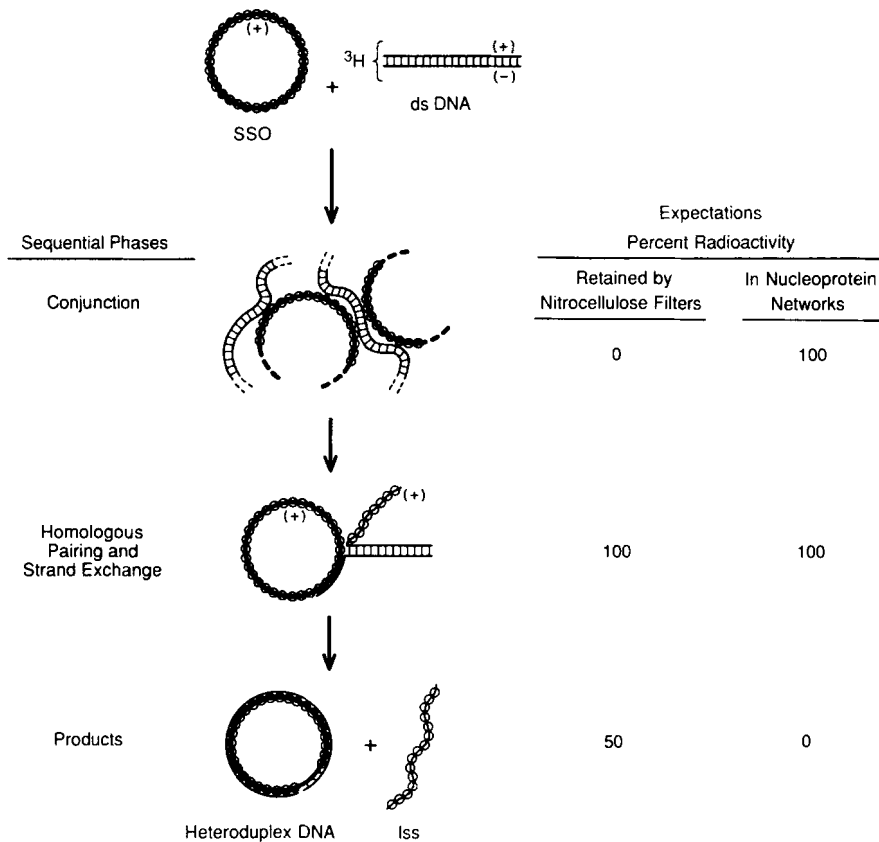 (+)
³H { (+)
(-)
+
ds DNA
SSO
Expectations
Sequential Phases
Percent Radioactivity
Retained by Nitrocellulose Filters
In Nucleoprotein Networks
Conjunction
0
100
(+)
(+)
Homologous
Pairing and
Strand Exchange
100
100
Products
+
50
0
Heteroduplex DNA
lss